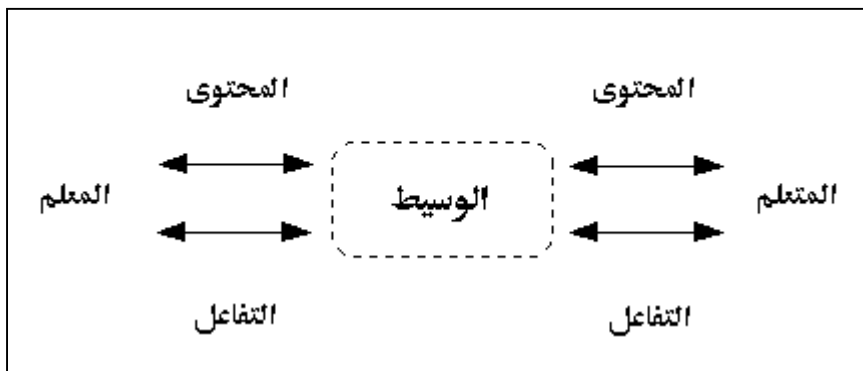 المحتوى
المحتوى
المتعلم
الوسيط
المعلم
التفاعل
التفاعل